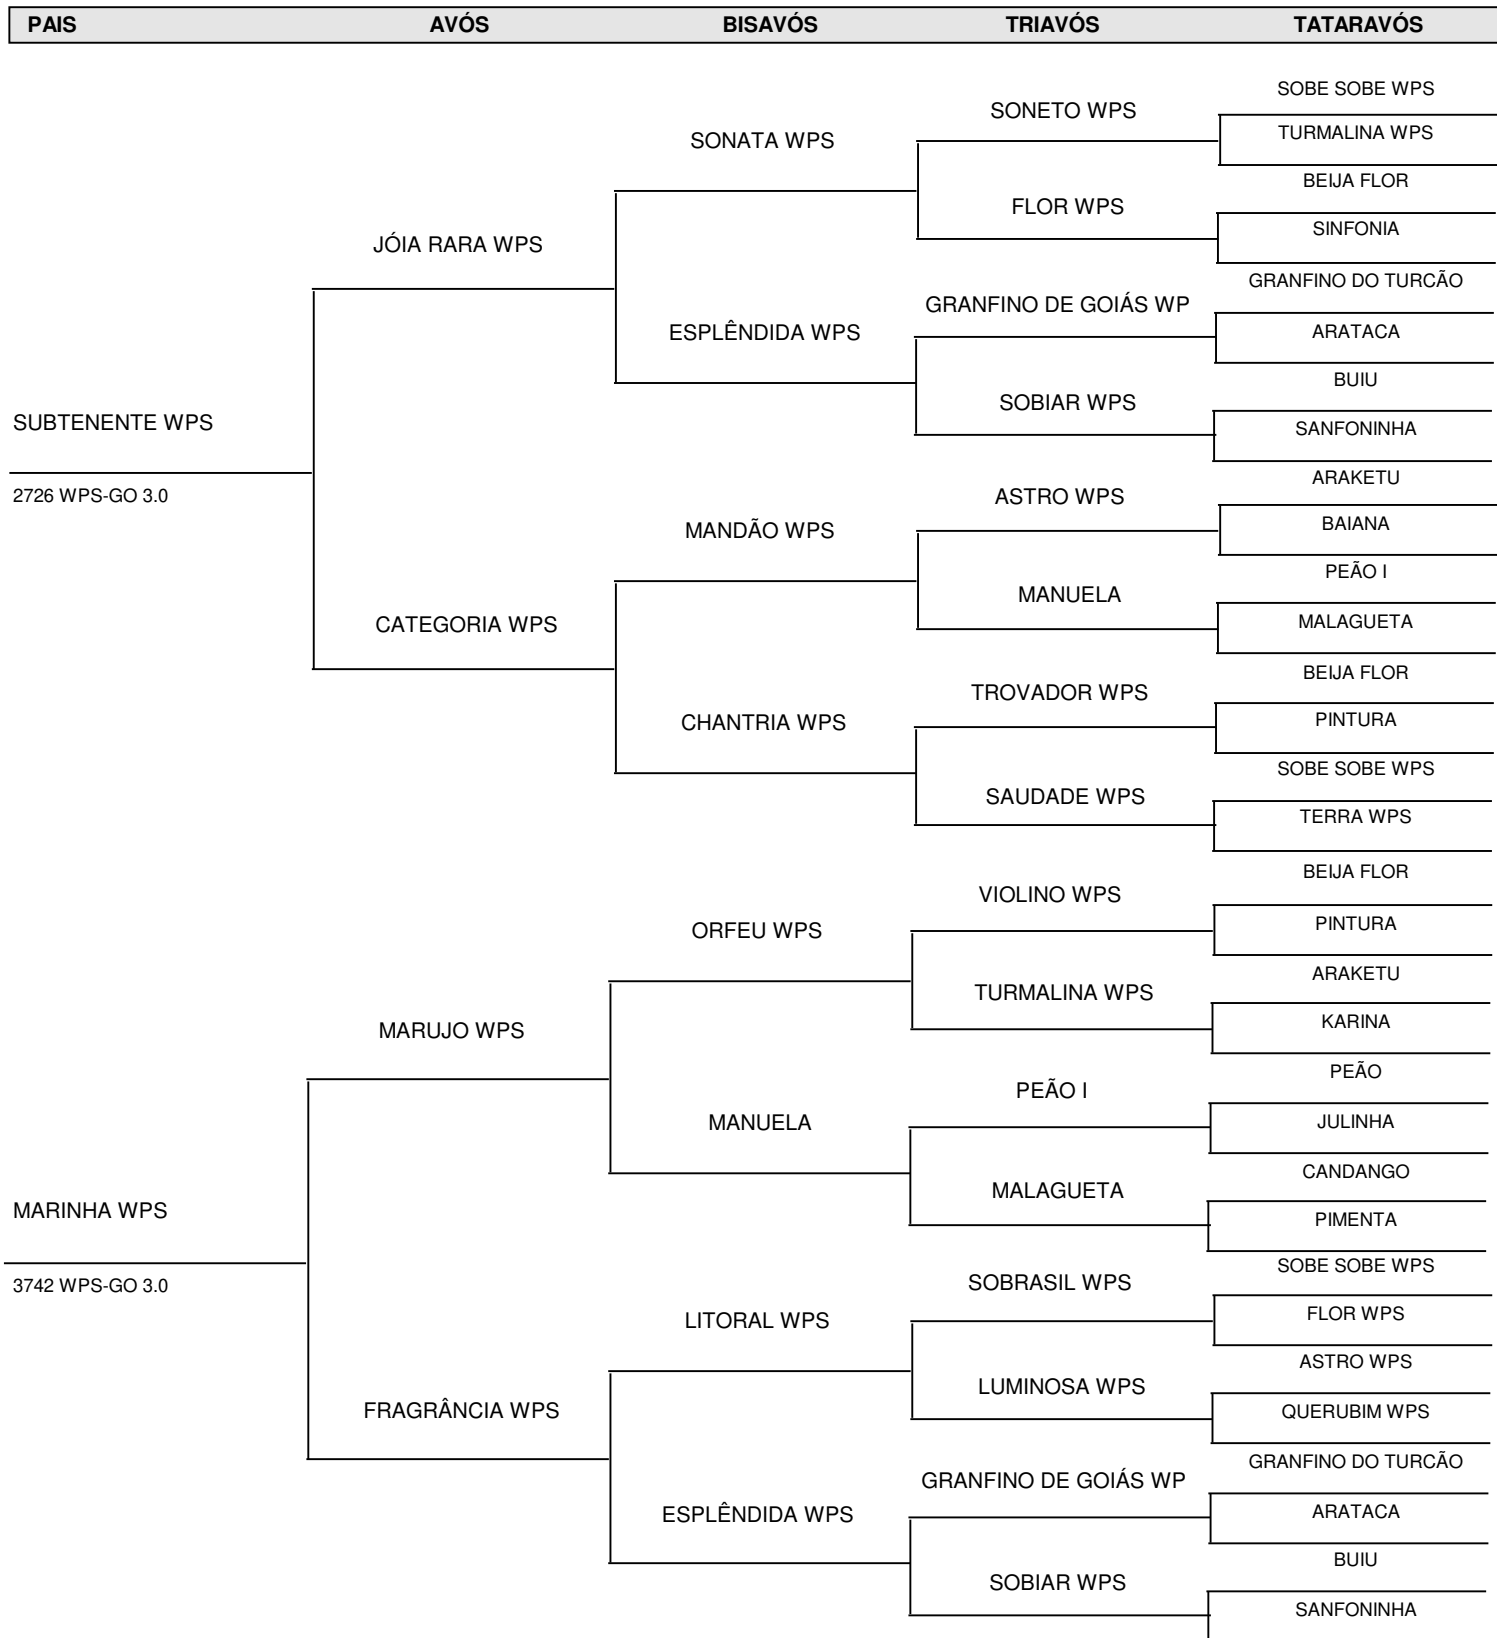 PAIS AVÓS BISAVÓS TRIAVÓS TATARAVÓS
SOBE SOBE WPS
SONETO WPS
TURMALINA WPS
SONATA WPS
BEIJA FLOR
FLOR WPS
SINFONIA
JÓIA RARA WPS
GRANFINO DO TURCÃO
GRANFINO DE GOIÁS WP
ARATACA
ESPLÊNDIDA WPS
BUIU
SOBIAR WPS
SUBTENENTE WPS
SANFONINHA
ARAKETU
2726 WPS-GO 3.0
ASTRO WPS
BAIANA
MANDÃO WPS
PEÃO I
MANUELA
MALAGUETA
CATEGORIA WPS
BEIJA FLOR
TROVADOR WPS
PINTURA
CHANTRIA WPS
SOBE SOBE WPS
SAUDADE WPS
TERRA WPS
BEIJA FLOR
VIOLINO WPS
PINTURA
ORFEU WPS
ARAKETU
TURMALINA WPS
KARINA
MARUJO WPS
PEÃO
PEÃO I
JULINHA
MANUELA
CANDANGO
MALAGUETA
MARINHA WPS
PIMENTA
SOBE SOBE WPS
3742 WPS-GO 3.0
SOBRASIL WPS
FLOR WPS
LITORAL WPS
ASTRO WPS
LUMINOSA WPS
FRAGRÂNCIA WPS
QUERUBIM WPS
GRANFINO DO TURCÃO
GRANFINO DE GOIÁS WP
ARATACA
ESPLÊNDIDA WPS
BUIU
SOBIAR WPS
SANFONINHA